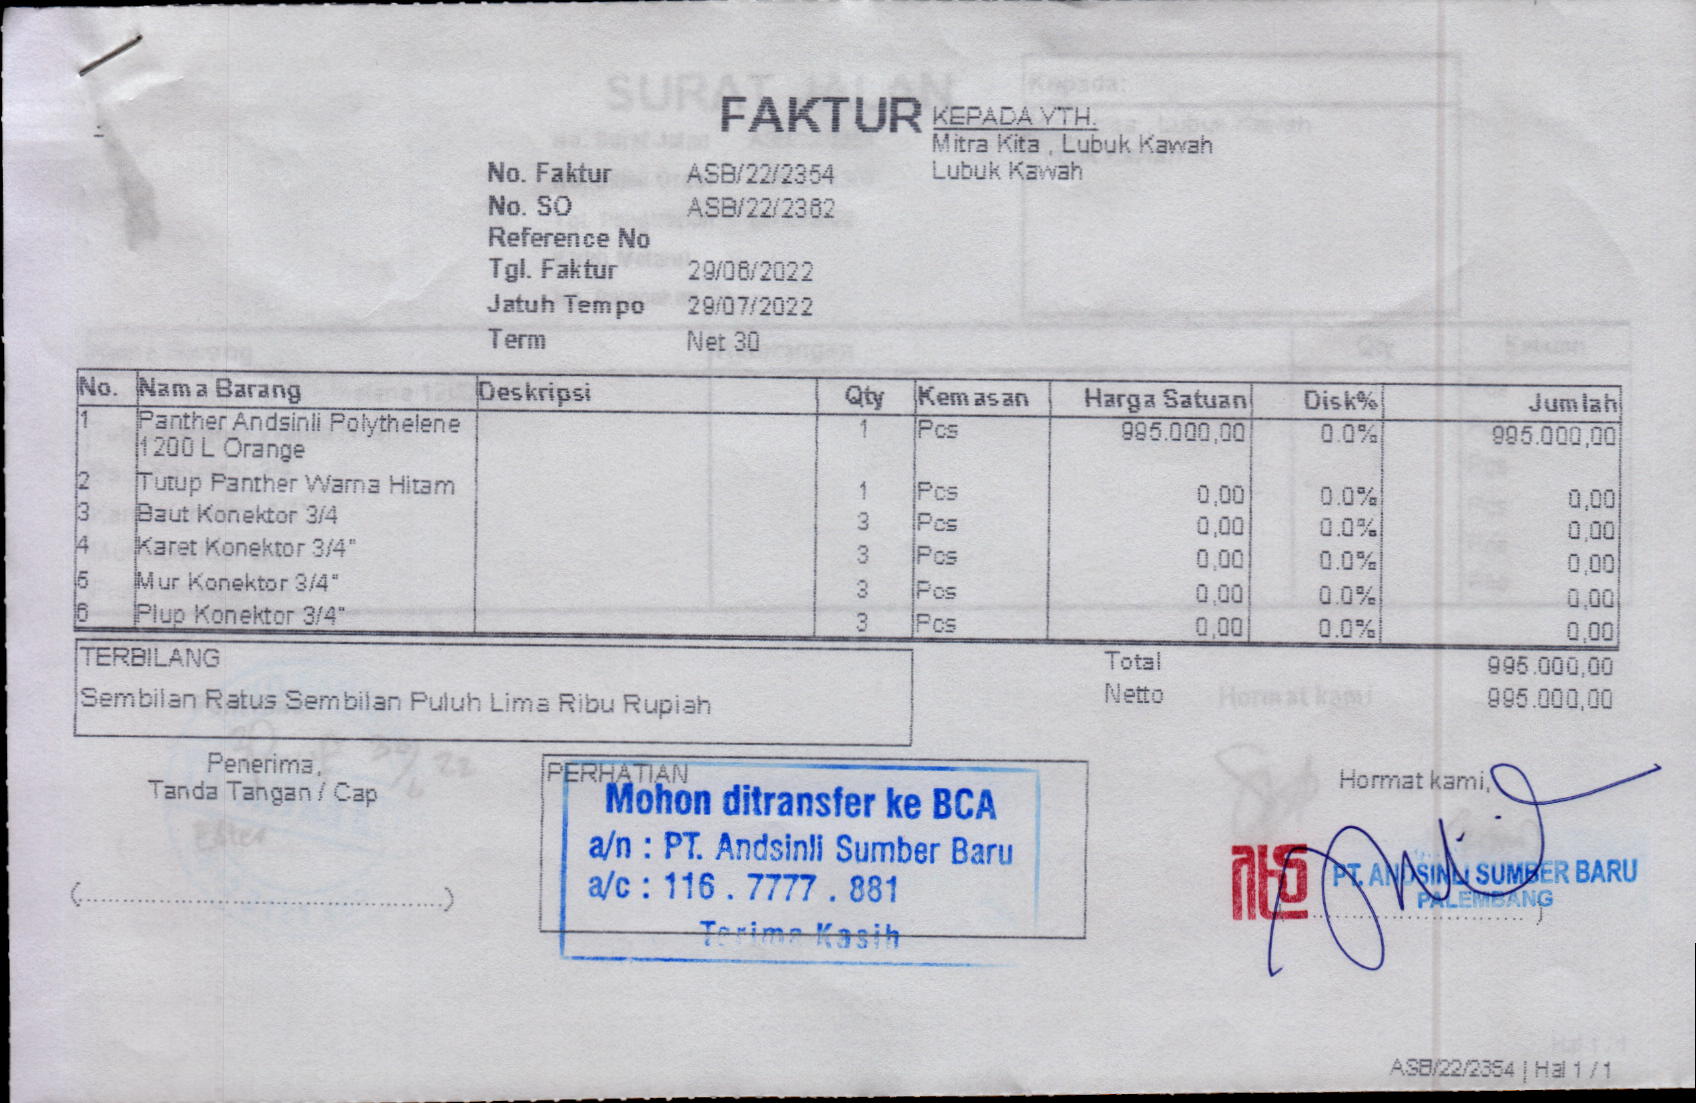 FAKTUR
KEPADA YTH.
Mitra Kita , Lubuk Kawah
Lubuk Kawah
No. Faktur ASB/22/2354
No. SO ASB/22/2362
Reference No
Tgl. Faktur 29/06/2022
Jatuh Tempo 29/07/2022
Term Net 30
No. Nama Barang Deskripsi Qty Kemasan Harga Satuan Disk% Jumlah
1 Panther Andsinli Polythelene 1 Pcs 995.000,00 0.0% 995.000,00
1200 L Orange
2 Tutup Panther Warna Hitam 1 Pcs 0,00 0.0% 0,00
3 Baut Konektor 3/4 3 Pcs 0,00 0.0% 0,00
4 Karet Konektor 3/4" 3 Pcs 0,00 0.0% 0,00
5 Mur Konektor 3/4" 3 Pcs 0,00 0.0% 0,00
6 Plup Konektor 3/4" 3 Pcs 0,00 0.0% 0,00
TERBILANG
Sembilan Ratus Sembilan Puluh Lima Ribu Rupiah
Total 995.000,00
Netto 995.000,00
Penerima,
Tanda Tangan / Cap
PERHATIAN
Mohon ditransfer ke BCA
a/n : PT. Andsinli Sumber Baru
a/c : 116 . 7777 . 881
Terima Kasih
Hormat kami,
PT. ANDSINLI SUMBER BARU
PALEMBANG
ASB/22/2354 | Hal 1 / 1